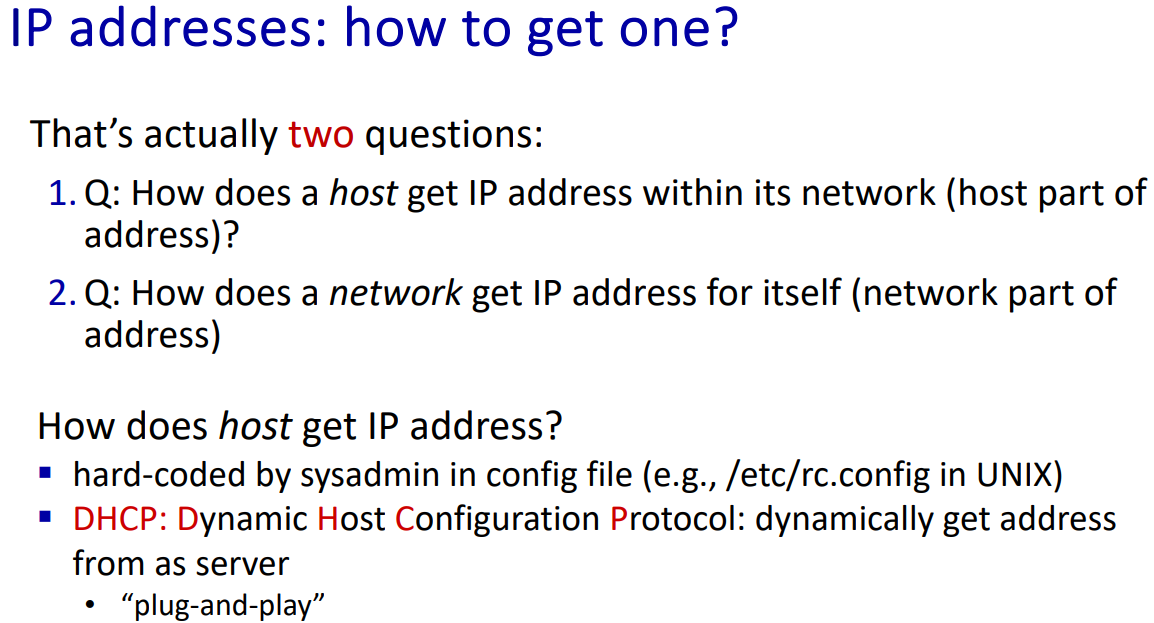 IP addresses: how to get one?
That’s actually two questions:
1. Q: How does a host get IP address within its network (host part of
address)?
2. Q: How does a network get IP address for itself (network part of
address)
How does host get IP address?
▪ hard-coded by sysadmin in config file (e.g., /etc/rc.config in UNIX)
▪ DHCP: Dynamic Host Configuration Protocol: dynamically get address
from as server
• “plug-and-play”